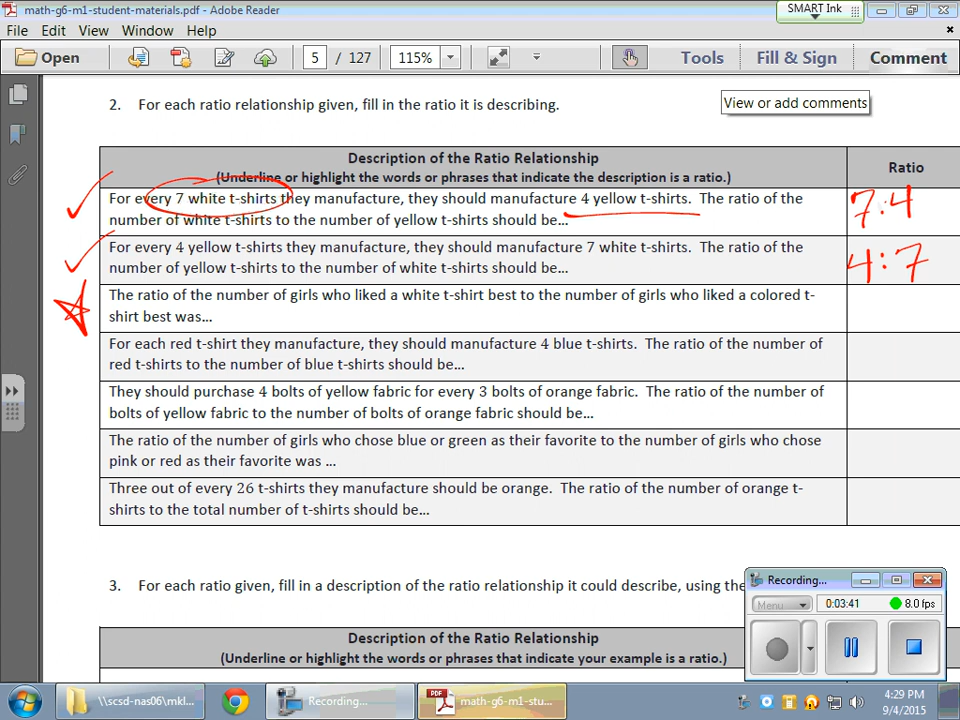 math-g6-m1-student-materials.pdf - Adobe Reader
SMART Ink
File Edit View Window Help
Open 5 / 127 115% Tools Fill & Sign Comment
View or add comments
2. For each ratio relationship given, fill in the ratio it is describing.
Description of the Ratio Relationship
(Underline or highlight the words or phrases that indicate the description is a ratio.)
Ratio
For every 7 white t-shirts they manufacture, they should manufacture 4 yellow t-shirts. The ratio of the
number of white t-shirts to the number of yellow t-shirts should be...
7:4
For every 4 yellow t-shirts they manufacture, they should manufacture 7 white t-shirts. The ratio of the
number of yellow t-shirts to the number of white t-shirts should be...
4:7
The ratio of the number of girls who liked a white t-shirt best to the number of girls who liked a colored t-
shirt best was...
For each red t-shirt they manufacture, they should manufacture 4 blue t-shirts. The ratio of the number of
red t-shirts to the number of blue t-shirts should be...
They should purchase 4 bolts of yellow fabric for every 3 bolts of orange fabric. The ratio of the number of
bolts of yellow fabric to the number of bolts of orange fabric should be...
The ratio of the number of girls who chose blue or green as their favorite to the number of girls who chose
pink or red as their favorite was ...
Three out of every 26 t-shirts they manufacture should be orange. The ratio of the number of orange t-
shirts to the total number of t-shirts should be...
3. For each ratio given, fill in a description of the ratio relationship it could describe, using the
Description of the Ratio Relationship
(Underline or highlight the words or phrases that indicate your example is a ratio.)
Recording...
Menu 0:03:41 8.0 fps
\\scsd-nas06\mkl... Recording... math-g6-m1-stu...
4:29 PM
9/4/2015